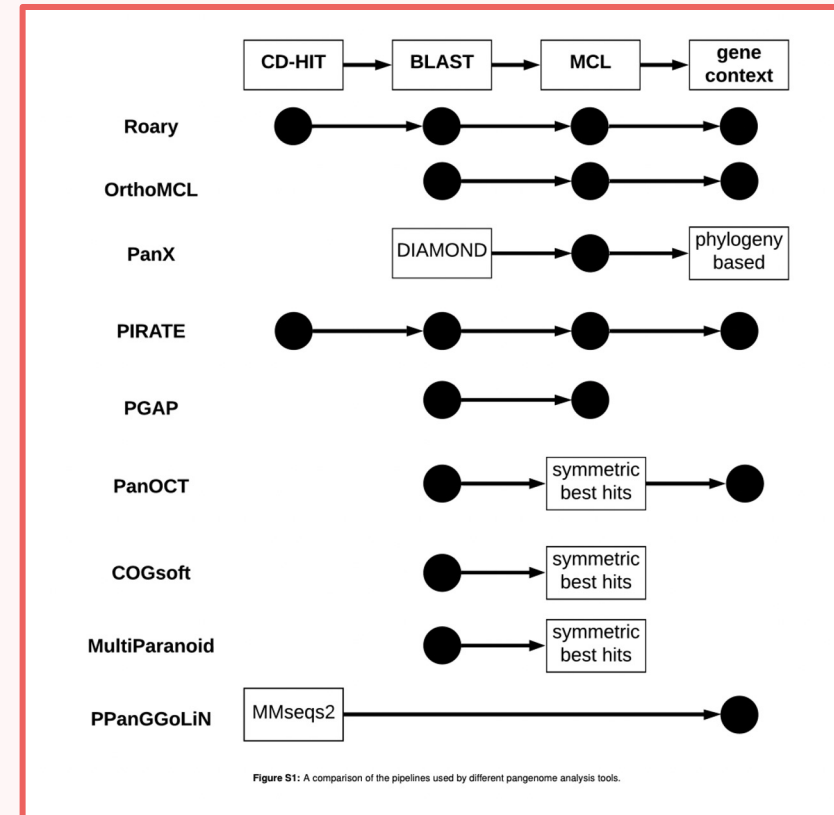 CD-HIT BLAST MCL gene
context
Roary
OrthoMCL
PanX DIAMOND phylogeny
based
PIRATE
PGAP
PanOCT symmetric
best hits
COGsoft symmetric
best hits
MultiParanoid symmetric
best hits
PPanGGoLiN MMseqs2
Figure S1: A comparison of the pipelines used by different pangenome analysis tools.